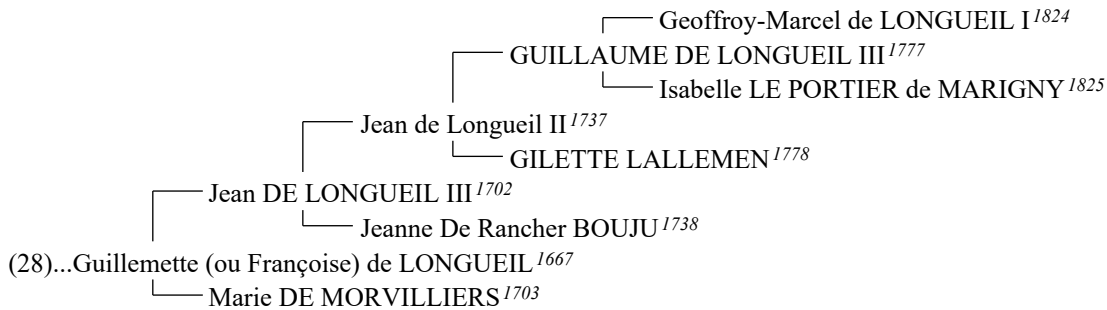 Geoffroy-Marcel de LONGUEIL I 1824
GUILLAUME DE LONGUEIL III 1777
Isabelle LE PORTIER de MARIGNY 1825
Jean de Longueil II 1737
GILETTE LALLEMEN 1778
Jean DE LONGUEIL III 1702
Jeanne De Rancher BOUJU 1738
(28)...Guillemette (ou Françoise) de LONGUEIL 1667
Marie DE MORVILLIERS 1703